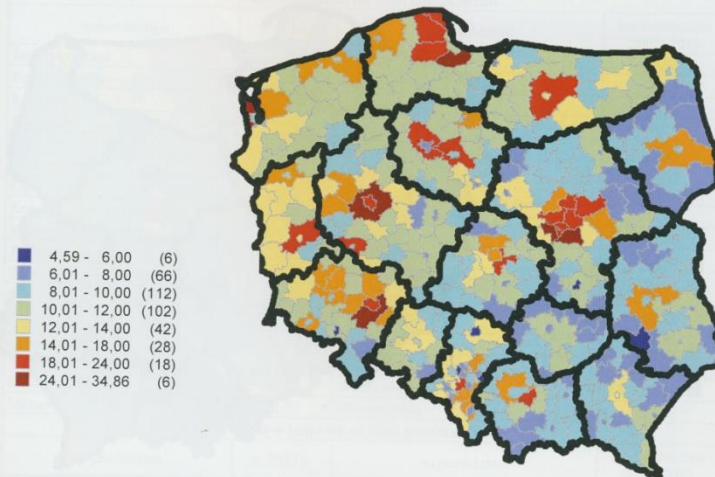 4,59 - 6,00 (6)
6,01 - 8,00 (66)
8,01 - 10,00 (112)
10,01 - 12,00 (102)
12,01 - 14,00 (42)
14,01 - 18,00 (28)
18,01 - 24,00 (18)
24,01 - 34,86 (6)